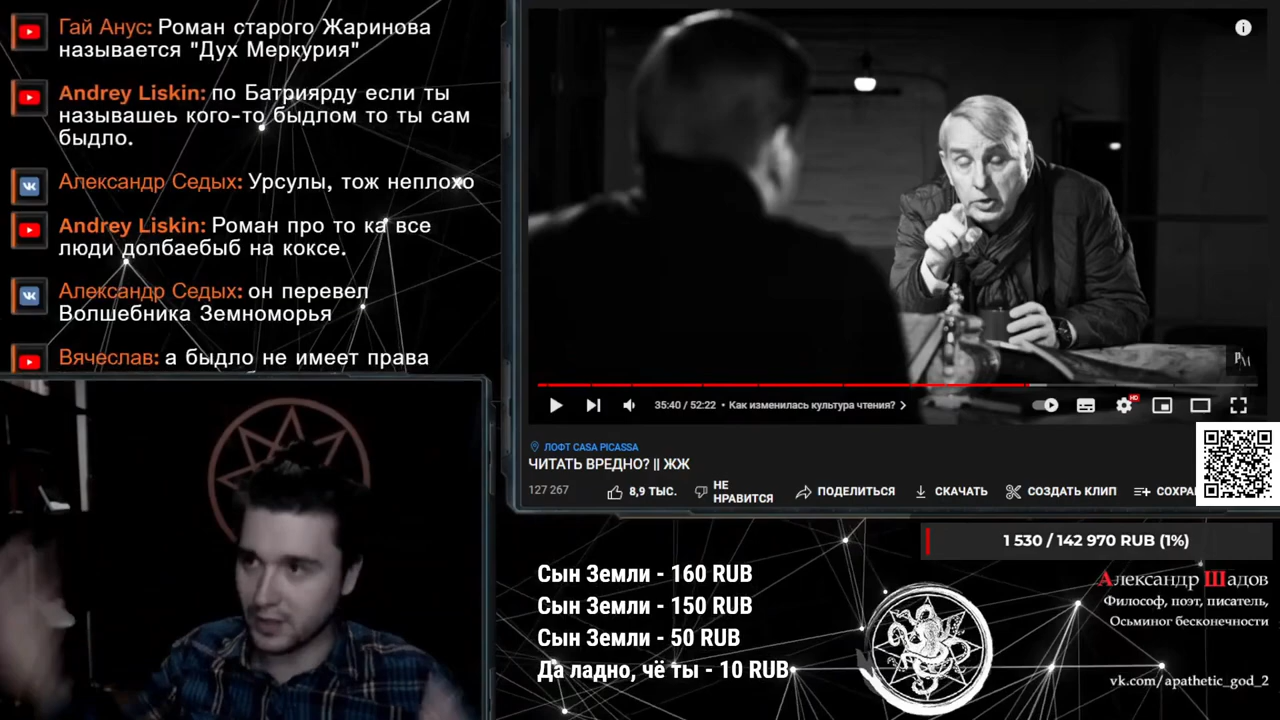 Гай Анус: Роман старого Жаринова
называется "Дух Меркурия"
Andrey Liskin: по Батриярду если ты
называшеь кого-то быдлом то ты сам
быдло.
Александр Седых: Урсулы, тож неплохо
Andrey Liskin: Роман про то ка все
люди долбаебыб на коксе.
Александр Седых: он перевел
Волшебника Земноморья
Вячеслав: а быдло не имеет права
35:40 / 52:22 • Как изменилась культура чтения?
HD
ЛОФТ CASA PICASSA
ЧИТАТЬ ВРЕДНО? || ЖЖ
127 267
8,9 ТЫС.
НЕ
НРАВИТСЯ
ПОДЕЛИТЬСЯ
СКАЧАТЬ
СОЗДАТЬ КЛИП
СОХРА
1 530 / 142 970 RUB (1%)
Сын Земли - 160 RUB
Сын Земли - 150 RUB
Сын Земли - 50 RUB
Да ладно, чё ты - 10 RUB
Александр Шадов
Философ, поэт, писатель,
Осьминог бесконечности
vk.com/apathetic_god_2